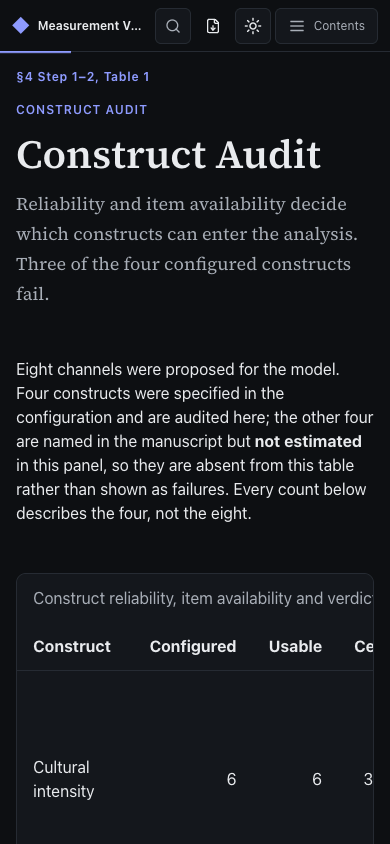 Measurement V...
Contents
§4 Step 1–2, Table 1
CONSTRUCT AUDIT
Construct Audit
Reliability and item availability decide
which constructs can enter the analysis.
Three of the four configured constructs
fail.
Eight channels were proposed for the model.
Four constructs were specified in the
configuration and are audited here; the other four
are named in the manuscript but not estimated
in this panel, so they are absent from this table
rather than shown as failures. Every count below
describes the four, not the eight.
Construct reliability, item availability and verdic
Construct Configured Usable Ce
Cultural
intensity 6 6 3